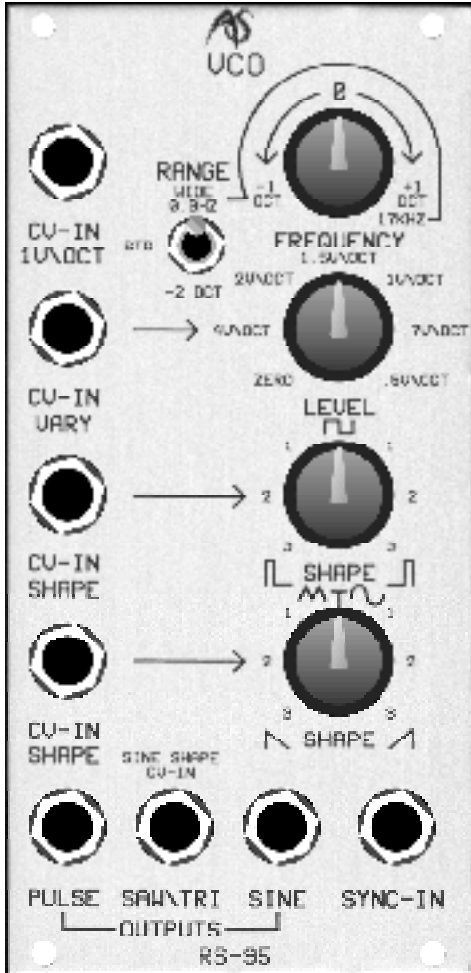 AS
VCO
0
RANGE
WIDE
0.8HZ
-1
OCT
+1
OCT
17KHZ
CV-IN
1V\OCT
STD
-2 OCT
FREQUENCY
1.5V\OCT
2V\OCT
1V\OCT
4V\OCT
.7V\OCT
ZERO
.5V\OCT
CV-IN
VARY
LEVEL
1
1
2
2
3
3
CV-IN
SHAPE
SHAPE
1
1
2
2
3
3
CV-IN
SHAPE
SHAPE
SINE SHAPE
CV-IN
PULSE
SAW\TRI
SINE
SYNC-IN
OUTPUTS
RS-95